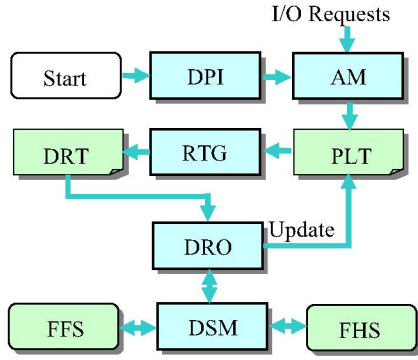 I/O Requests
Start
DPI
AM
DRT
RTG
PLT
DRO
Update
FFS
DSM
FHS